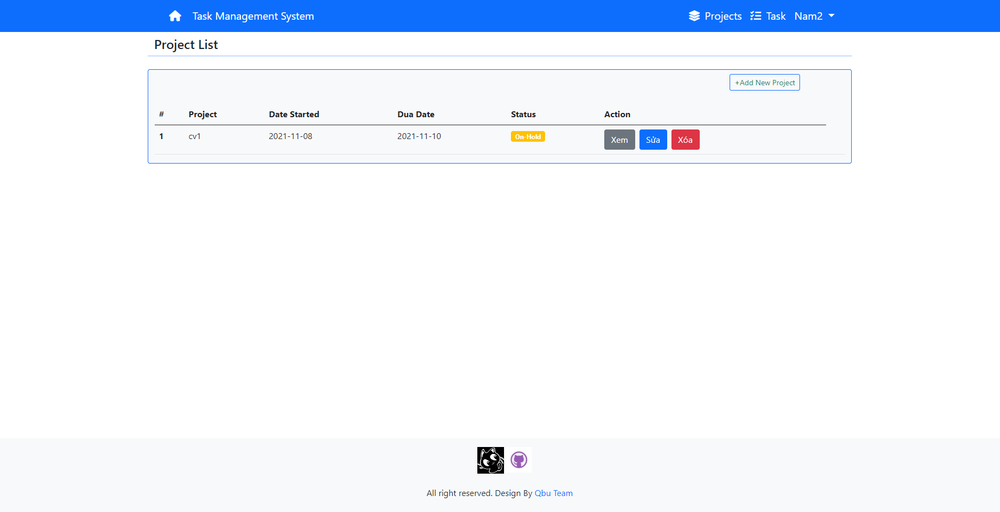 Task Management System Projects Task Nam2
Project List
+Add New Project
# Project Date Started Dua Date Status Action
1 cv1 2021-11-08 2021-11-10 On-Hold Xem Sửa Xóa
All right reserved. Design By Qbu Team